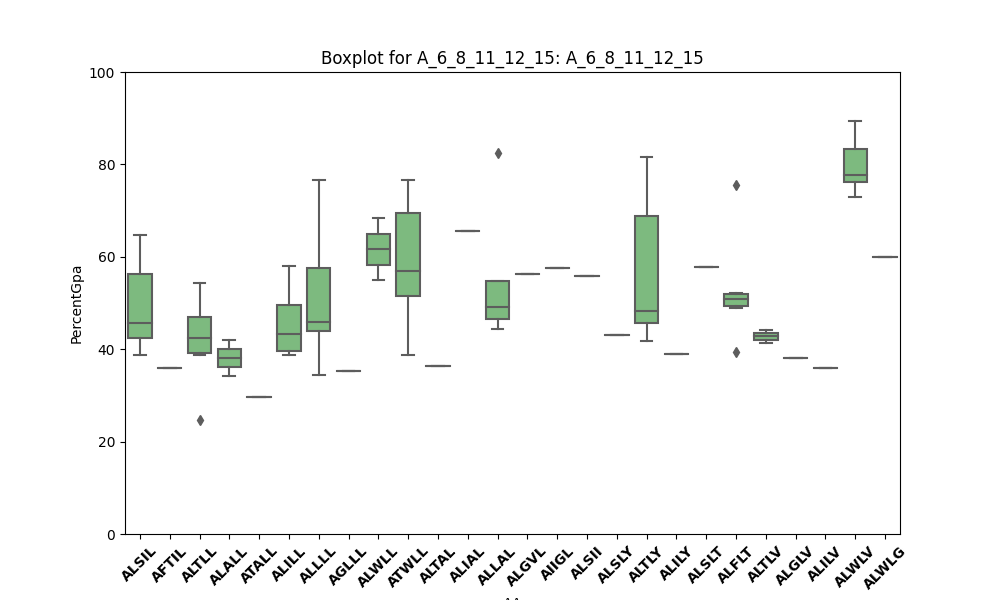 Boxplot for A_6_8_11_12_15: A_6_8_11_12_15
100
80
60
40
20
0
PercentGpa
ALSIL AFTIL ALTLL ALALL ATALL ALILL ALLLL AGLLL ALWLL ATWLL ALTAL ALIAL ALLAL ALGVL AIIGL ALSII ALSLY ALTLY ALILY ALSLT ALFLT ALTLV ALGLV ALILV ALWLV ALWLG